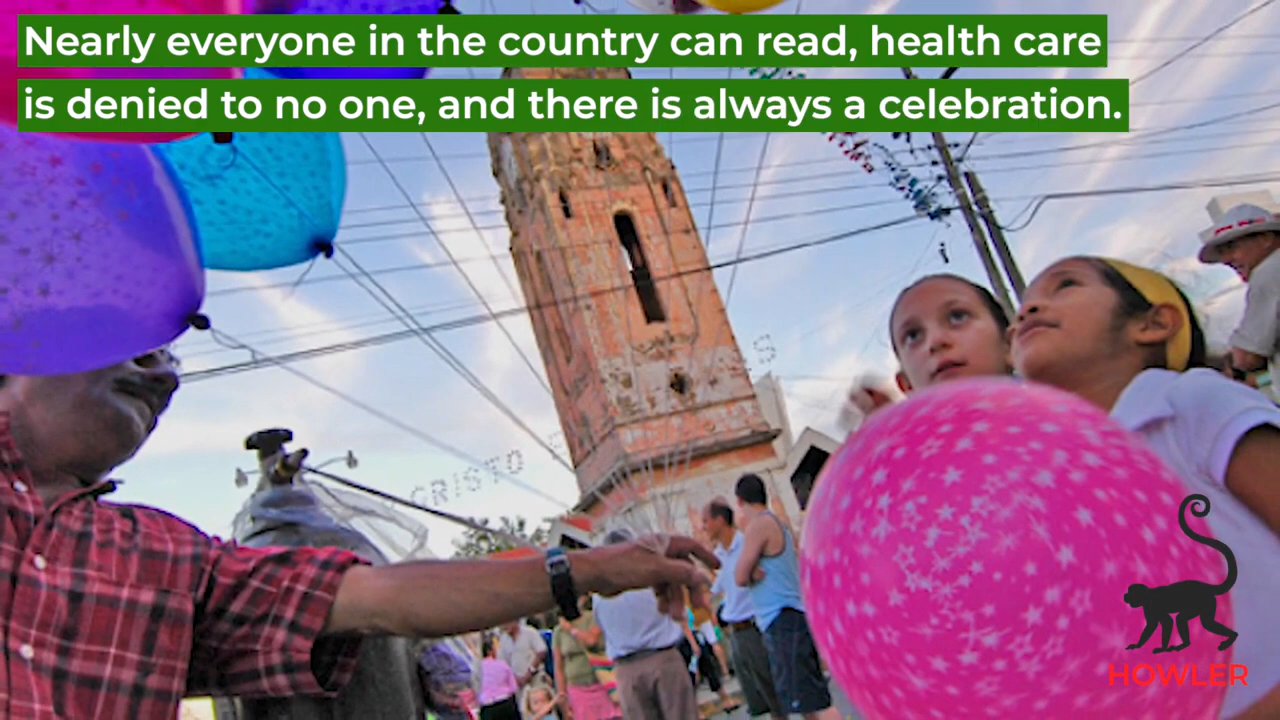 Nearly everyone in the country can read, health care
is denied to no one, and there is always a celebration.
CRISTO
HOWLER